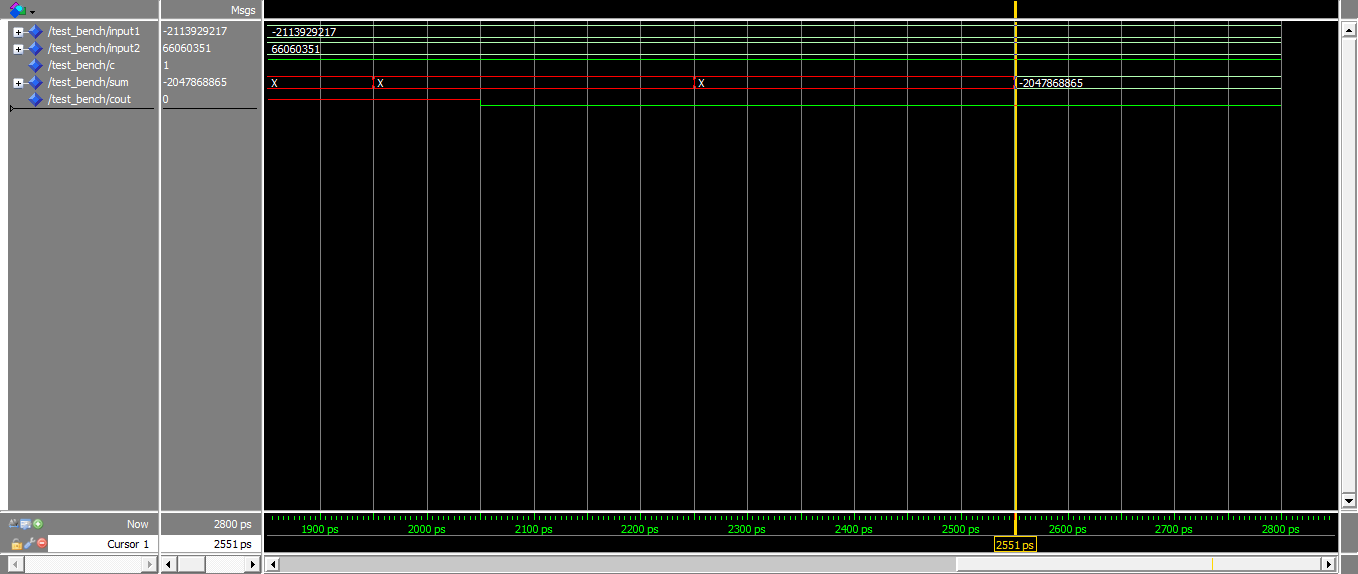 Msgs
/test_bench/input1 -2113929217 -2113929217
/test_bench/input2 66060351 66060351
/test_bench/c 1
/test_bench/sum -2047868865 X X X -2047868865
/test_bench/cout 0
Now 2800 ps 1900 ps 2000 ps 2100 ps 2200 ps 2300 ps 2400 ps 2500 ps 2600 ps 2700 ps 2800 ps
Cursor 1 2551 ps 2551 ps